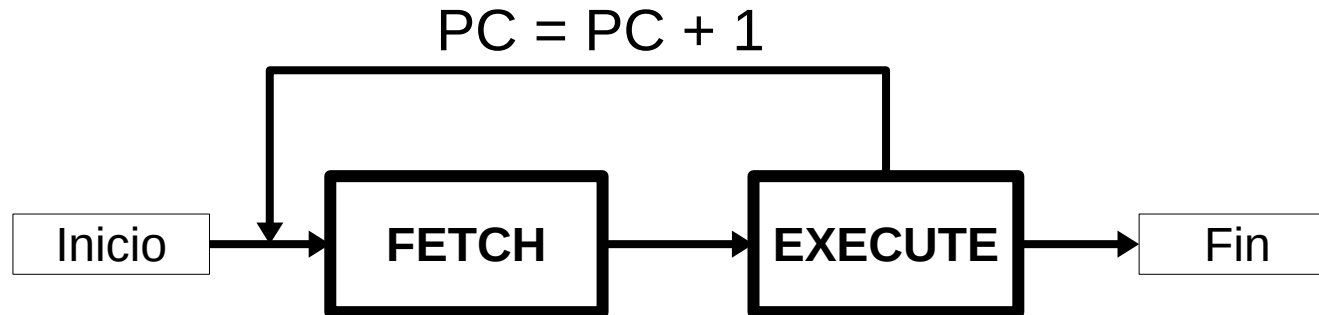 PC = PC + 1
Inicio
FETCH
EXECUTE
Fin